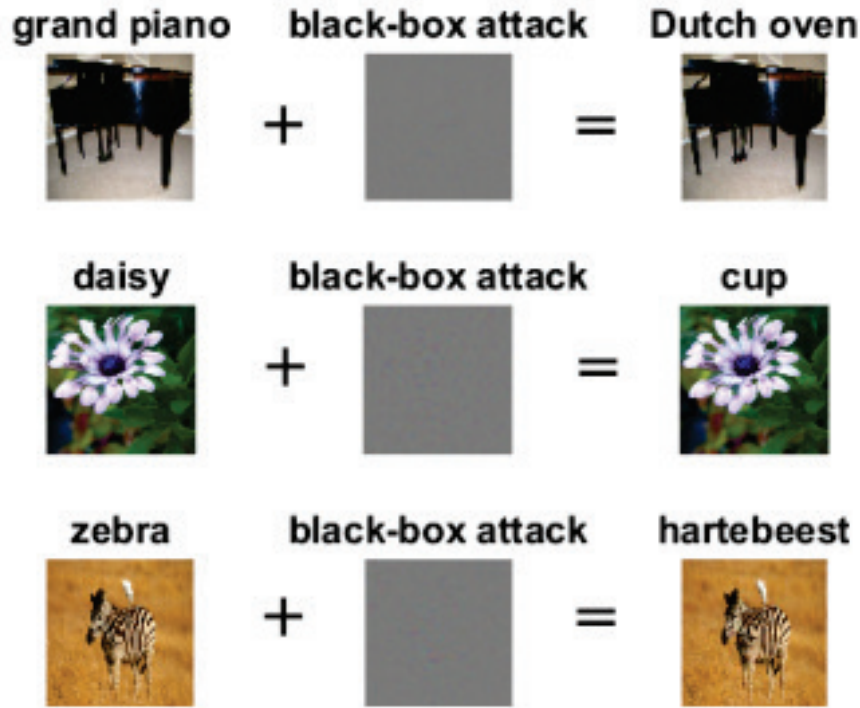 grand piano black-box attack Dutch oven
+ =
daisy black-box attack cup
+ =
zebra black-box attack hartebeest
+ =